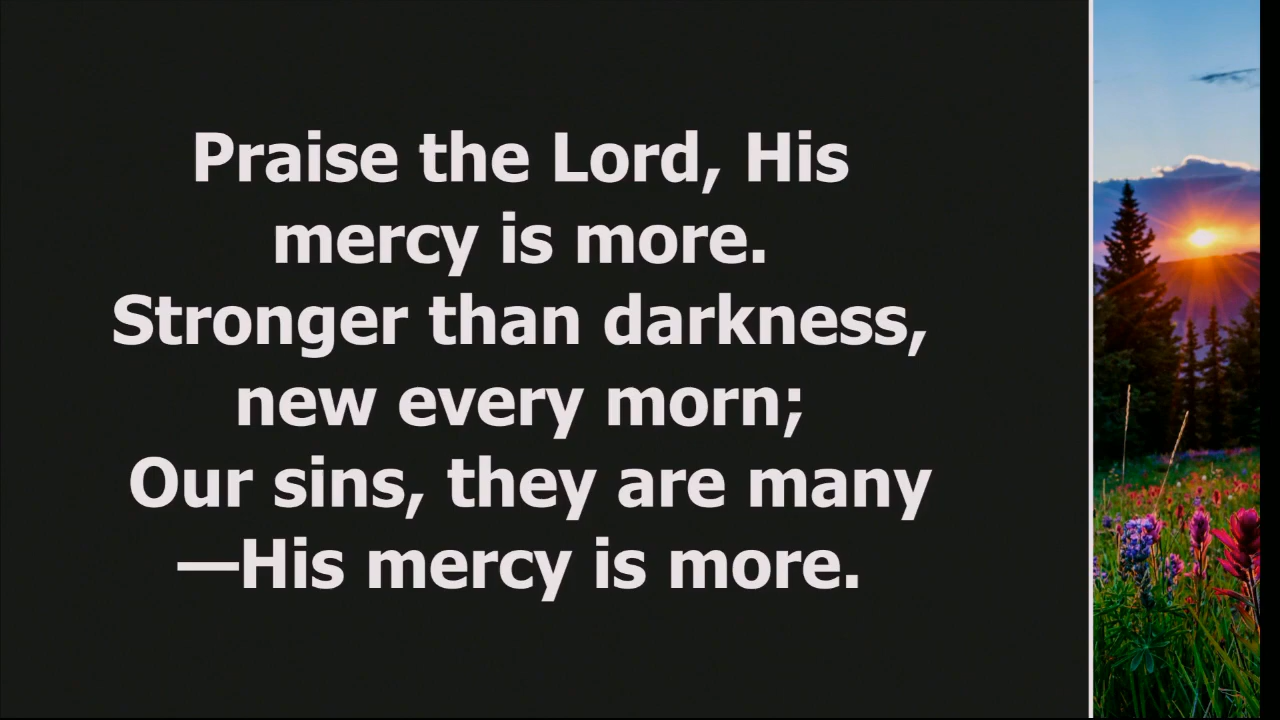 Praise the Lord, His
mercy is more.
Stronger than darkness,
new every morn;
Our sins, they are many
—His mercy is more.